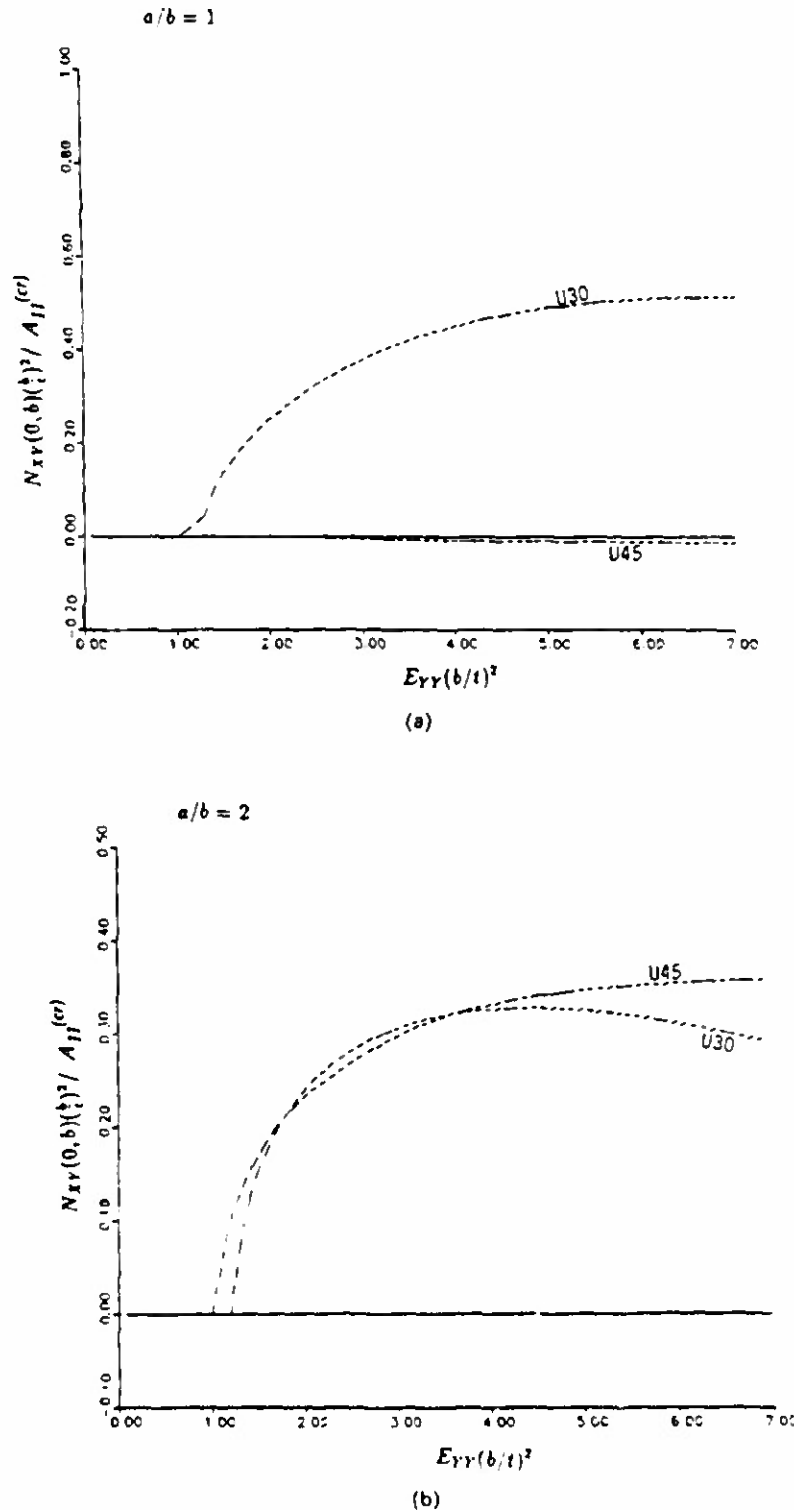 a/b = 1
1.00
0.80
0.60
0.40
0.20
0.00
-0.20
N_XY(0,b)(b/t)²/ A_11^(cr)
U30
U45
0.00 1.00 2.00 3.00 4.00 5.00 6.00 7.00
E_YY(b/t)²
(a)
a/b = 2
0.50
0.40
0.30
0.20
0.10
0.00
-0.10
N_XY(0,b)(b/t)²/ A_11^(cr)
U45
U30
0.00 1.00 2.00 3.00 4.00 5.00 6.00 7.00
E_YY(b/t)²
(b)